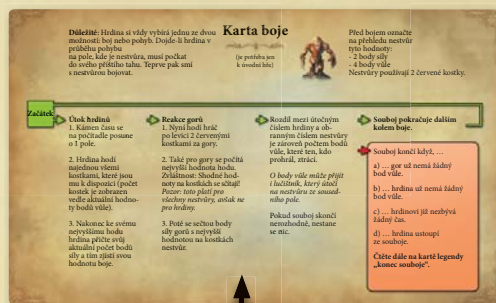 Karta boje
(je potřeba jen
k úvodní hře)
Důležité: Hrdina si vždy vybírá jednu ze dvou
možností: boj nebo pohyb. Dojde-li hrdina v
průběhu pohybu
na pole, kde je nestvůra, musí počkat
do svého příštího tahu. Teprve pak smí
s nestvůrou bojovat.
Před bojem označte
na přehledu nestvůr
tyto hodnoty:
- 2 body síly
- 4 body vůle
Nestvůry používají 2 červené kostky.
Začátek
Útok hrdinů
1. Kámen času se
na počítadle posune
o 1 pole.
2. Hrdina hodí
najednou všemi
kostkami, které jsou
mu k dispozici (počet
kostek je zobrazen
vedle aktuální hodno-
ty bodů vůle).
3. Nakonec ke svému
nejvyššímu hodu
hrdina přičte svůj
aktuální počet bodů
síly a tím zjistí svou
hodnotu boje.
Reakce gorů
1. Nyní hodí hráč
po levici 2 červenými
kostkami za gory.
2. Také pro gory se počítá
nejvyšší hodnota hodu.
Zvláštnost: Shodné hod-
noty na kostkách se sčítají!
Pozor: toto platí pro
všechny nestvůry, avšak ne
pro hrdiny.
3. Poté se sečtou body
síly gorů s nejvyšší
hodnotou na kostkách
nestvůr.
Rozdíl mezi útočným
číslem hrdiny a ob-
ranným číslem nestvůry
je zároveň počtem bodů
vůle, které ten, kdo
prohrál, ztrácí.
O body vůle může přijít
i lučištník, který útočí
na nestvůru ze soused-
ního pole.
Pokud souboj skončí
nerozhodně, nestane
se nic.
Souboj pokračuje dalším
kolem boje.
Souboj končí když, …
a) … gor už nemá žádný
bod vůle.
b) … hrdina už nemá žádný
bod vůle.
c) … hrdinovi již nezbývá
žádný čas.
d) … hrdina ustoupí
ze souboje.
Čtěte dále na kartě legendy
„konec souboje“.